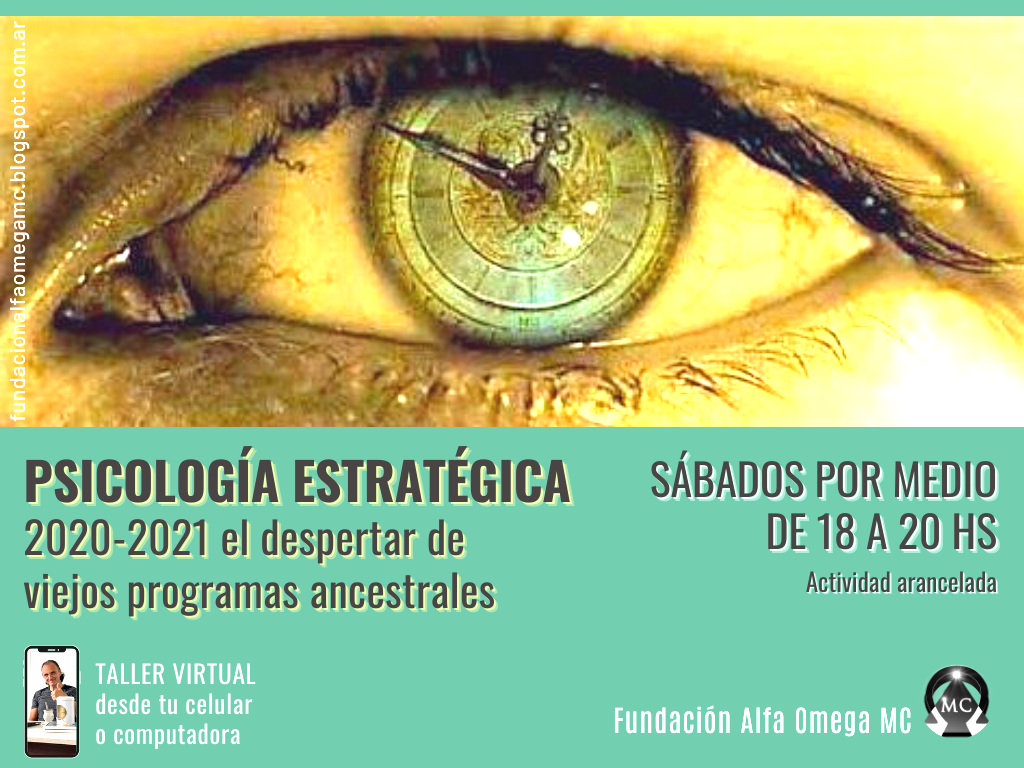 fundacionalfaomegamc.blogspot.com.ar
PSICOLOGÍA ESTRATÉGICA
2020-2021 el despertar de
viejos programas ancestrales
SÁBADOS POR MEDIO
DE 18 A 20 HS
Actividad arancelada
TALLER VIRTUAL
desde tu celular
o computadora
Fundación Alfa Omega MC
MC